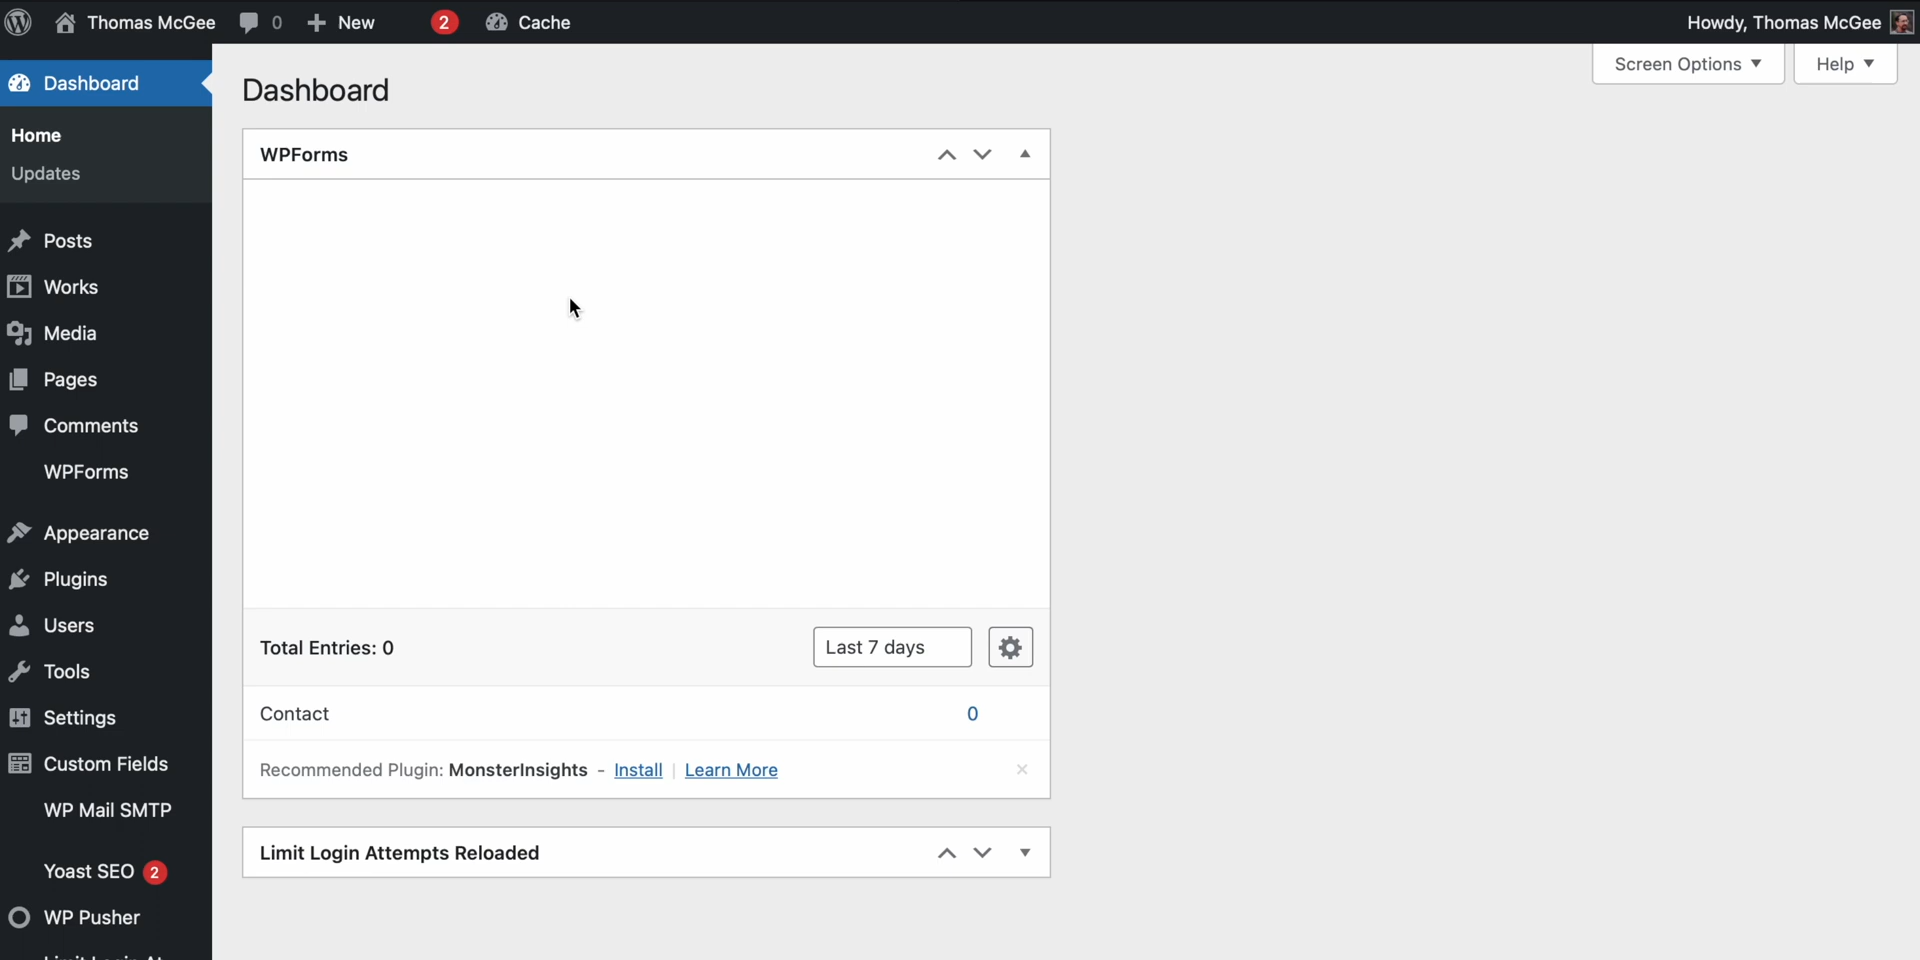 Thomas McGee 0 New 2 Cache Howdy, Thomas McGee
Screen Options Help
Dashboard
Home
Updates
Posts
Works
Media
Pages
Comments
WPForms
Appearance
Plugins
Users
Tools
Settings
Custom Fields
WP Mail SMTP
Yoast SEO 2
WP Pusher
Dashboard
WPForms
Total Entries: 0 Last 7 days
Contact 0
Recommended Plugin: MonsterInsights - Install | Learn More
Limit Login Attempts Reloaded